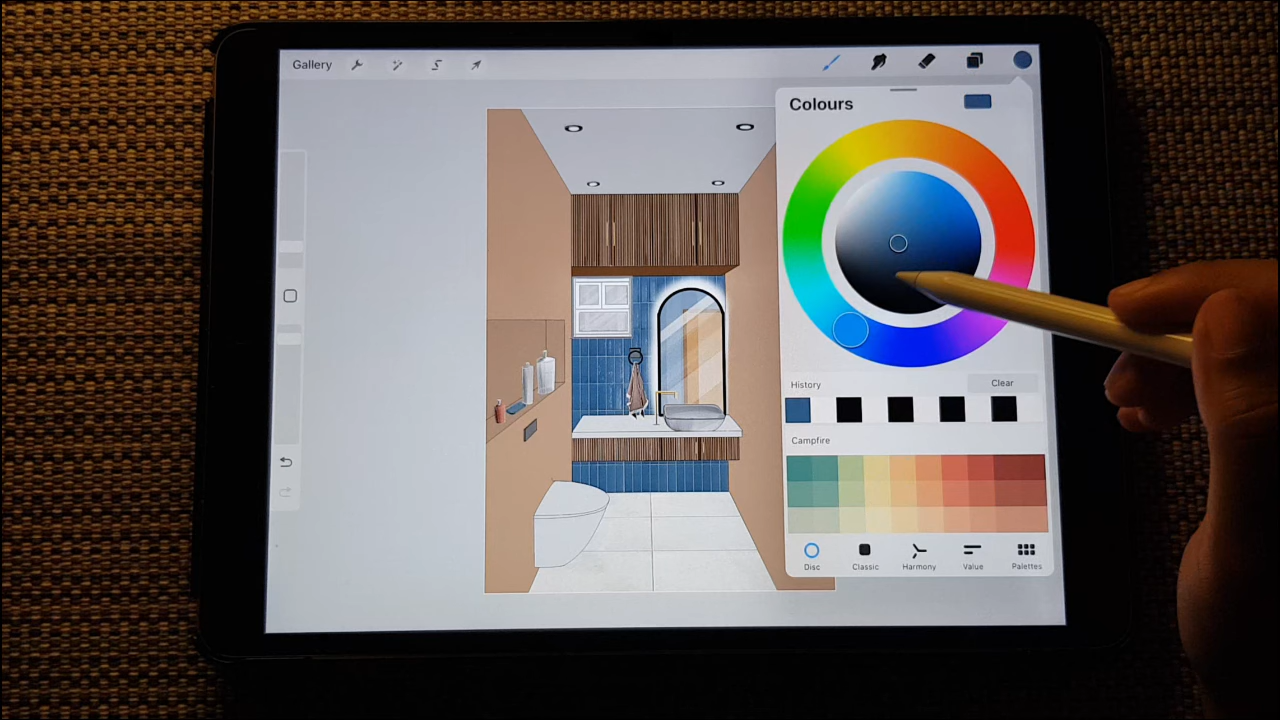 Gallery
Colours
History
Clear
Campfire
Disc
Classic
Harmony
Value
Palettes